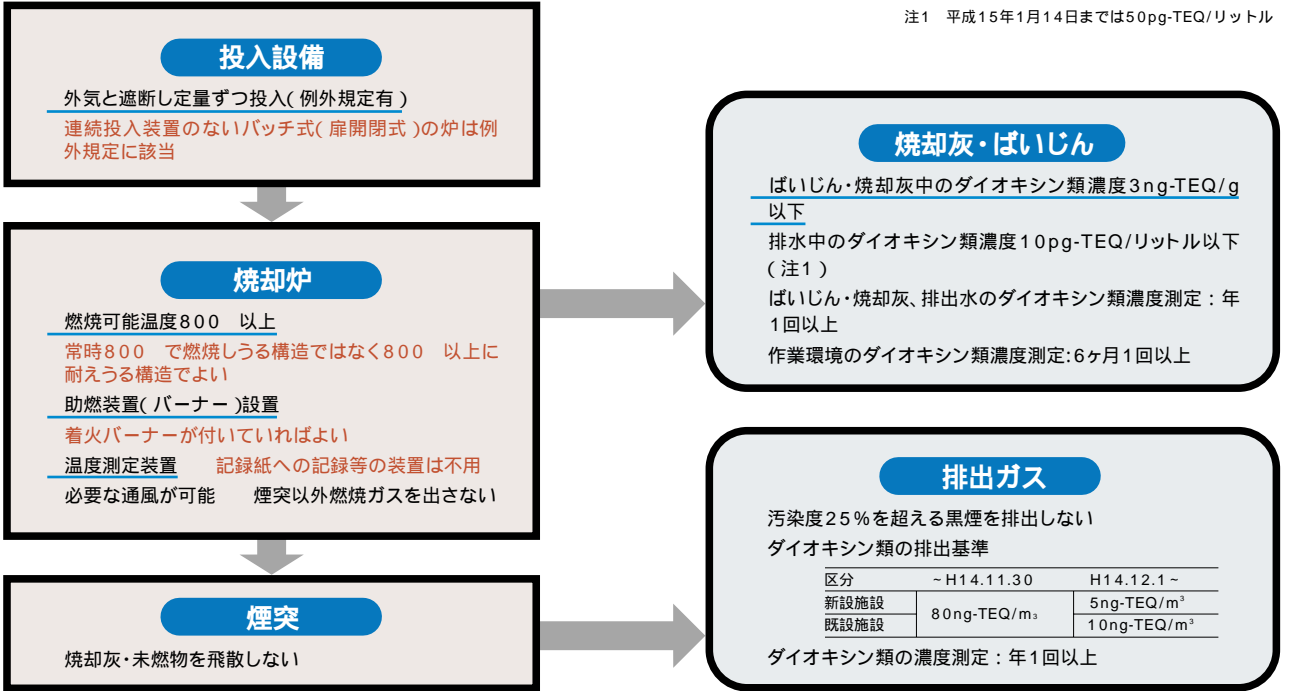 注1　平成15年1月14日までは50pg-TEQ/リットル
投入設備
外気と遮断し定量ずつ投入(例外規定有)
連続投入装置のないバッチ式(扉開閉式)の炉は例
外規定に該当
焼却炉
燃焼可能温度800　以上
常時800　で燃焼しうる構造ではなく800　以上に
耐えうる構造でよい
助燃装置(バーナー)設置
着火バーナーが付いていればよい
温度測定装置　記録紙への記録等の装置は不用
必要な通風が可能　煙突以外燃焼ガスを出さない
煙突
焼却灰・未燃物を飛散しない
焼却灰・ばいじん
ばいじん・焼却灰中のダイオキシン類濃度3ng-TEQ/g
以下
排水中のダイオキシン類濃度10pg-TEQ/リットル以下
(注1)
ばいじん・焼却灰、排出水のダイオキシン類濃度測定：年
1回以上
作業環境のダイオキシン類濃度測定:6ヶ月1回以上
排出ガス
汚染度25%を超える黒煙を排出しない
ダイオキシン類の排出基準
区分　~H14.11.30　H14.12.1~
新設施設　80ng-TEQ/m₃　5ng-TEQ/m³
既設施設　10ng-TEQ/m³
ダイオキシン類の濃度測定：年1回以上